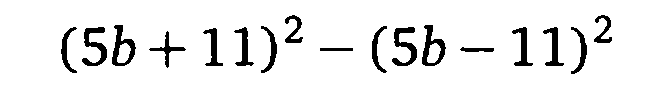 (5b + 11)² − (5b − 11)²